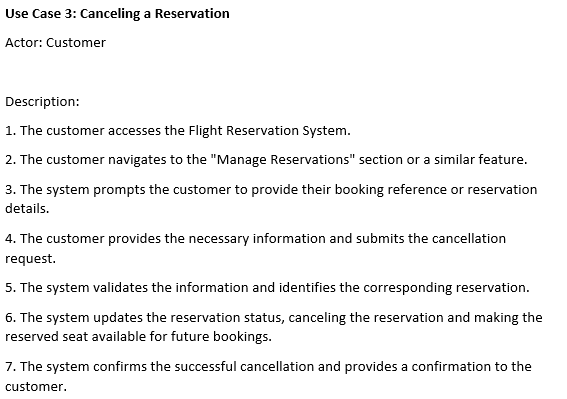 Use Case 3: Canceling a Reservation
Actor: Customer
Description:
1. The customer accesses the Flight Reservation System.
2. The customer navigates to the "Manage Reservations" section or a similar feature.
3. The system prompts the customer to provide their booking reference or reservation
details.
4. The customer provides the necessary information and submits the cancellation
request.
5. The system validates the information and identifies the corresponding reservation.
6. The system updates the reservation status, canceling the reservation and making the
reserved seat available for future bookings.
7. The system confirms the successful cancellation and provides a confirmation to the
customer.